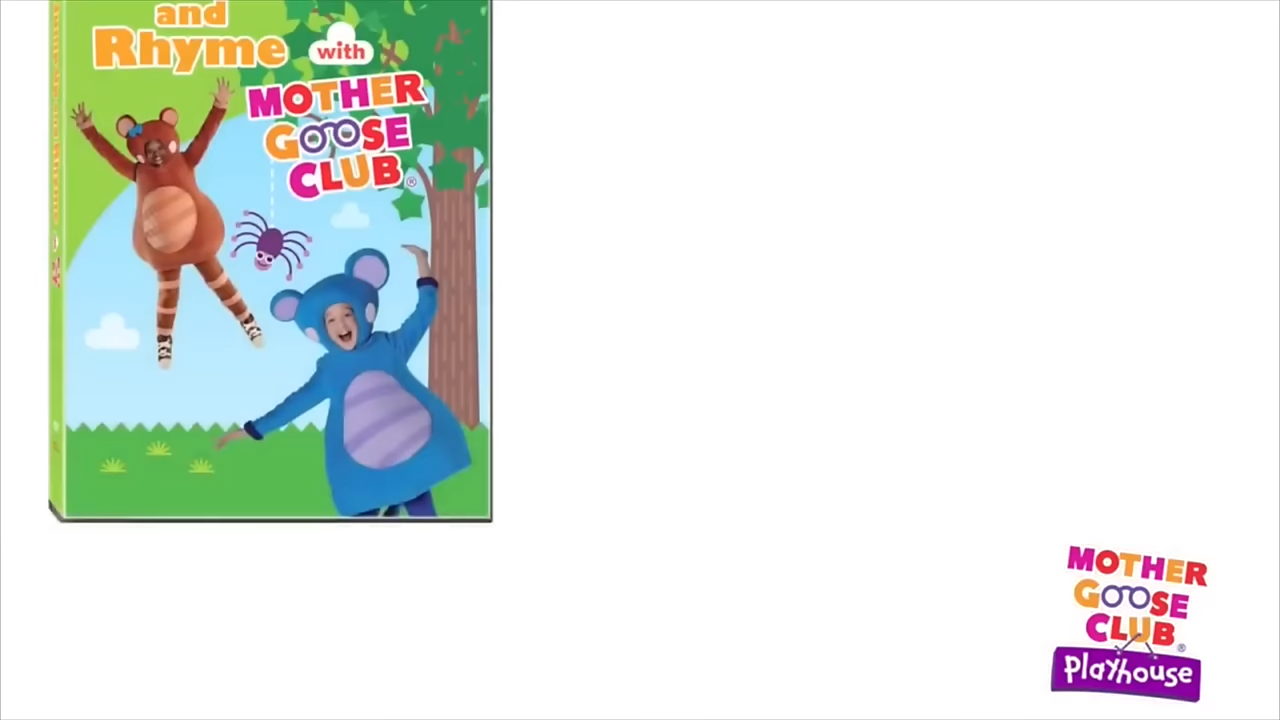 and
Rhyme
with
MOTHER
GOOSE
CLUB®
MOTHER
GOOSE
CLUB®
Playhouse